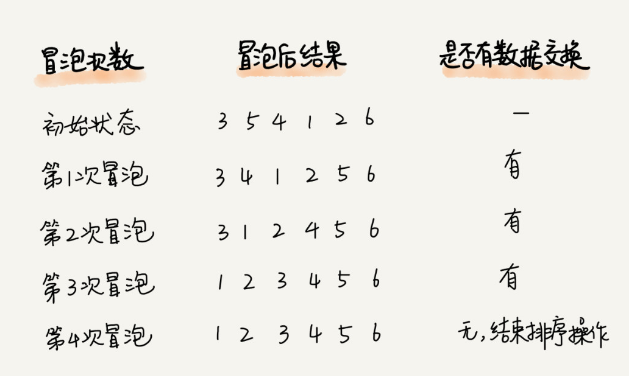 冒泡次数 冒泡后结果 是否有数据交换
初始状态 3 5 4 1 2 6 —
第1次冒泡 3 4 1 2 5 6 有
第2次冒泡 3 1 2 4 5 6 有
第3次冒泡 1 2 3 4 5 6 有
第4次冒泡 1 2 3 4 5 6 无,结束排序操作